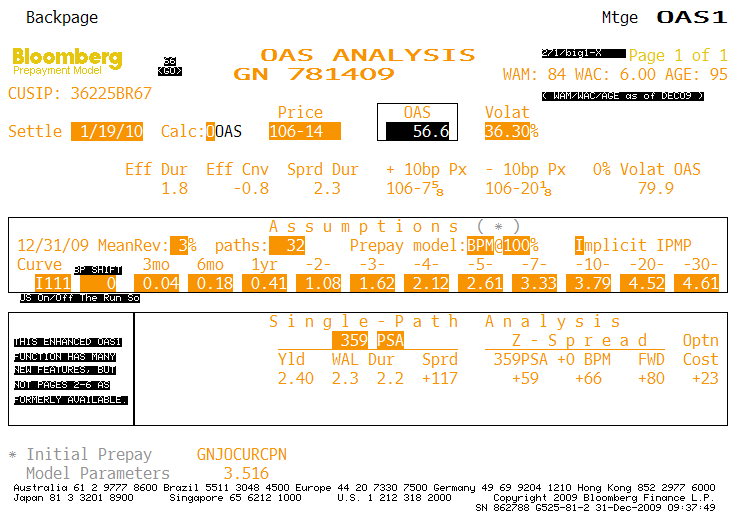 Backpage Mtge OAS1
Bloomberg OAS ANALYSIS 2/1/big1-X Page 1 of 1
Prepayment Model 36 <GO> GN 781409 WAM: 84 WAC: 6.00 AGE: 95
CUSIP: 36225BR67 ( WAM/WAC/AGE as of DEC09 )
Price OAS Volat
Settle 1/19/10 Calc:OOAS 106-14 56.6 36.30%
Eff Dur Eff Cnv Sprd Dur + 10bp Px - 10bp Px 0% Volat OAS
1.8 -0.8 2.3 106-7⅝ 106-20⅛ 79.9
Assumptions (*)
12/31/09 MeanRev: 3% paths: 32 Prepay model:BPM@100% Implicit IPMP
Curve BP SHIFT 3mo 6mo 1yr -2- -3- -4- -5- -7- -10- -20- -30-
I111 0 0.04 0.18 0.41 1.08 1.62 2.12 2.61 3.33 3.79 4.52 4.61
US On/Off The Run So
Single-Path Analysis
THIS ENHANCED OAS1 359 PSA Z-Spread Optn
FUNCTION HAS MANY Yld WAL Dur Sprd 359PSA +0 BPM FWD Cost
NEW FEATURES, BUT 2.40 2.3 2.2 +117 +59 +66 +80 +23
NOT PAGES 2-6 AS
FORMERLY AVAILABLE.
* Initial Prepay GNJOCURCPN
Model Parameters 3.516
Australia 61 2 9777 8600 Brazil 5511 3048 4500 Europe 44 20 7330 7500 Germany 49 69 9204 1210 Hong Kong 852 2977 6000
Japan 81 3 3201 8900 Singapore 65 6212 1000 U.S. 1 212 318 2000 Copyright 2009 Bloomberg Finance L.P.
SN 862788 G525-81-2 31-Dec-2009 09:37:49